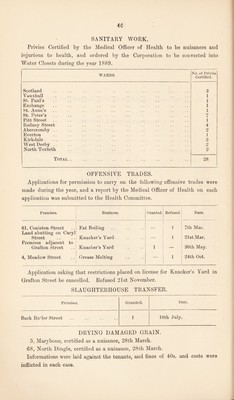 46
SANITARY WORK.
Privies Certified by the Medical Officer of Health to be nuisances and
injurious to health, and ordered by the Corporation to be converted into
Water Closets during the year 1889.
WARDS. No. of Privies Certified.
Scotland 3
Vauxhall 1
St. Paul's 1
Exchange 1
St. Anne's 1
St. Peter's 7
Pitt Street 1
Rodney Street 4
Abercromby 2
Everton 1
Kirkdale 2
West Derby 2
North Toxteth 2
TOTAL 28
OFFENSIVE TRADES.
Applications for permission to carry on the following offensive trades were
made during the year, and a report by the Medical Officer of Health on each
application was submitted to the Health Committee.
Premises. Business. Granted. Refused Date.
61, Coniston Street Fat Boiling — 1 7th Mar.
Land abutting on Caryl Street Knacker's Yard — 1 21st Mar.
Premises adjacent to Grafton Street Knacker's Yard 1 — 30th May.
4, Meadow Street Grease Melting 1 24th Oct.
Application asking that restrictions placed on license for Knacker's Yard in
Grafton Street be cancelled. Refused 21st November.
SLAUGHTERHOUSE TRANSFER.
Premises. Granted. Date.
Back Street 1 18th July.
DRYING DAMAGED GRAIN.
5, Marybone, certified as a nuisance, 28th March.
68, North Dingle, certified as a nuisance, 28th March.
Informations were laid against the tenants, and fines of 40s. and costs were
inflicted in each case.